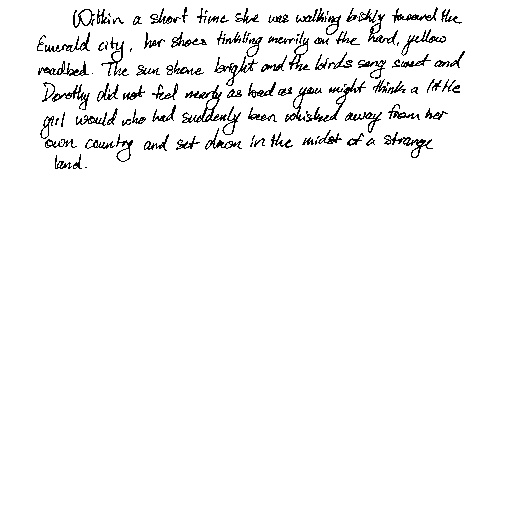 Within a short time she was walking briskly toward the
Emerald city, her shoes tinkling merrily on the hard, yellow
roadbed. The sun shone bright and the birds sang sweet and
Dorothy did not feel nearly as bad as you might think a little
girl would who had suddenly been whisked away from her
own country and set down in the midst of a strange
land.